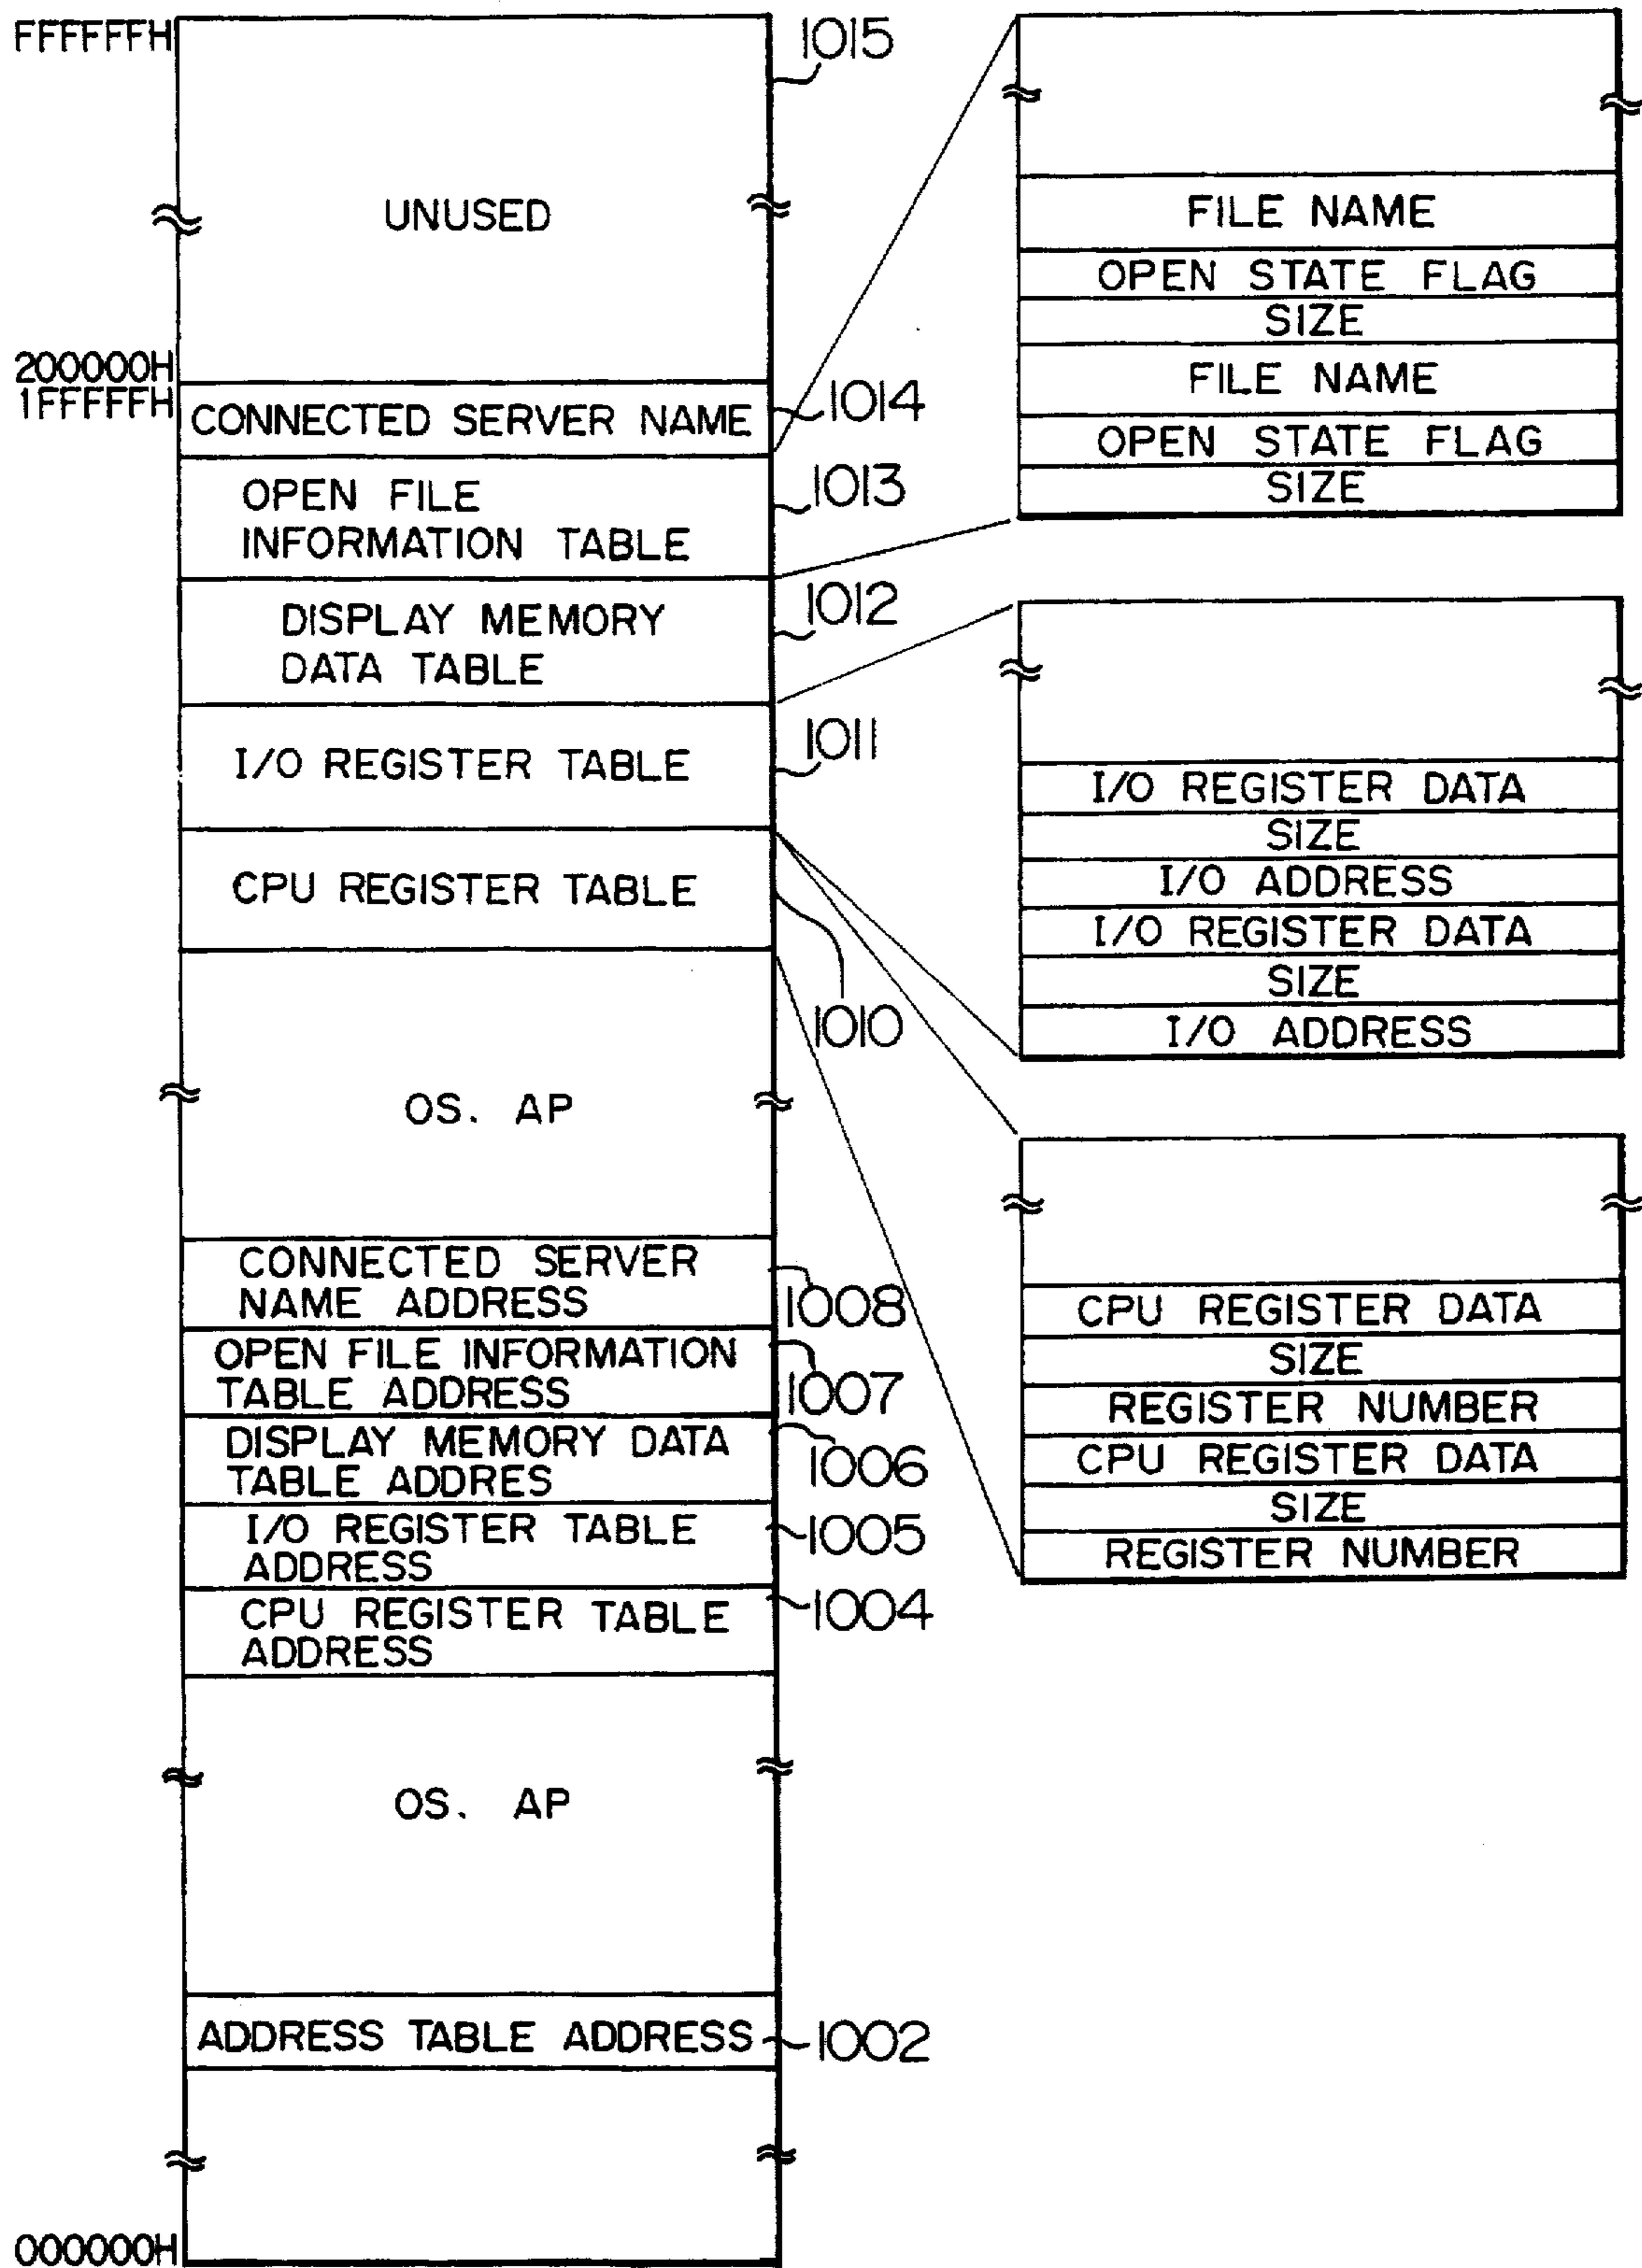 FFFFFFH
1015
UNUSED
200000H
1FFFFFH
CONNECTED SERVER NAME
1014
OPEN FILE
INFORMATION TABLE
1013
DISPLAY MEMORY
DATA TABLE
1012
I/O REGISTER TABLE
1011
CPU REGISTER TABLE
1010
OS. AP
CONNECTED SERVER
NAME ADDRESS
1008
OPEN FILE INFORMATION
TABLE ADDRESS
1007
DISPLAY MEMORY DATA
TABLE ADDRES
1006
I/O REGISTER TABLE
ADDRESS
1005
CPU REGISTER TABLE
ADDRESS
1004
OS. AP
ADDRESS TABLE ADDRESS
1002
000000H
FILE NAME
OPEN STATE FLAG
SIZE
FILE NAME
OPEN STATE FLAG
SIZE
I/O REGISTER DATA
SIZE
I/O ADDRESS
I/O REGISTER DATA
SIZE
I/O ADDRESS
CPU REGISTER DATA
SIZE
REGISTER NUMBER
CPU REGISTER DATA
SIZE
REGISTER NUMBER